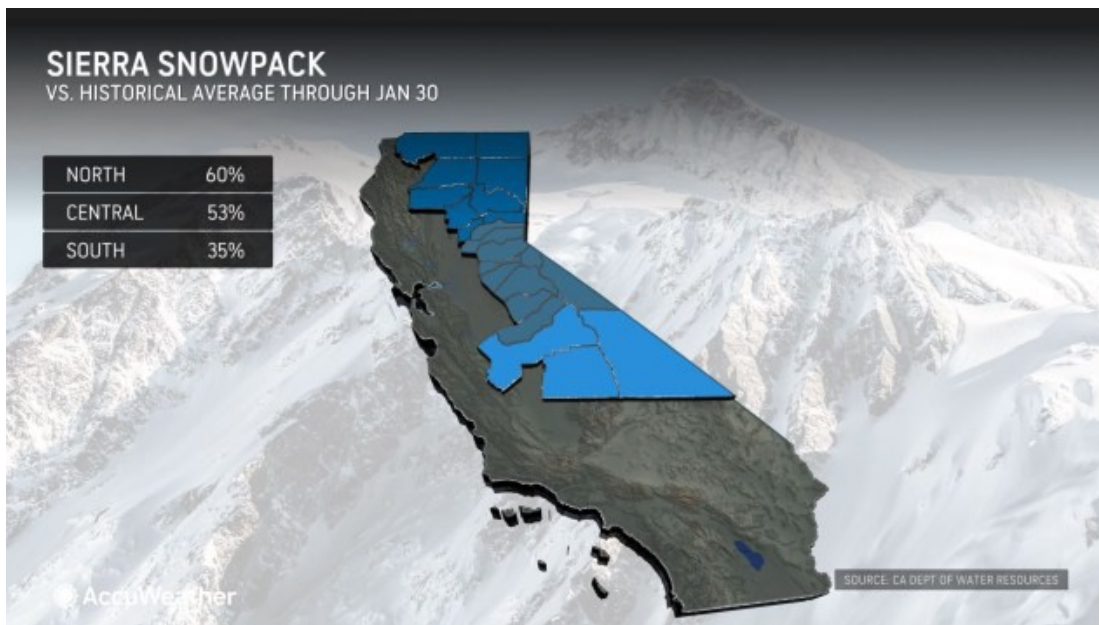 SIERRA SNOWPACK
VS. HISTORICAL AVERAGE THROUGH JAN 30
NORTH 60%
CENTRAL 53%
SOUTH 35%
SOURCE: CA DEPT OF WATER RESOURCES
AccuWeather